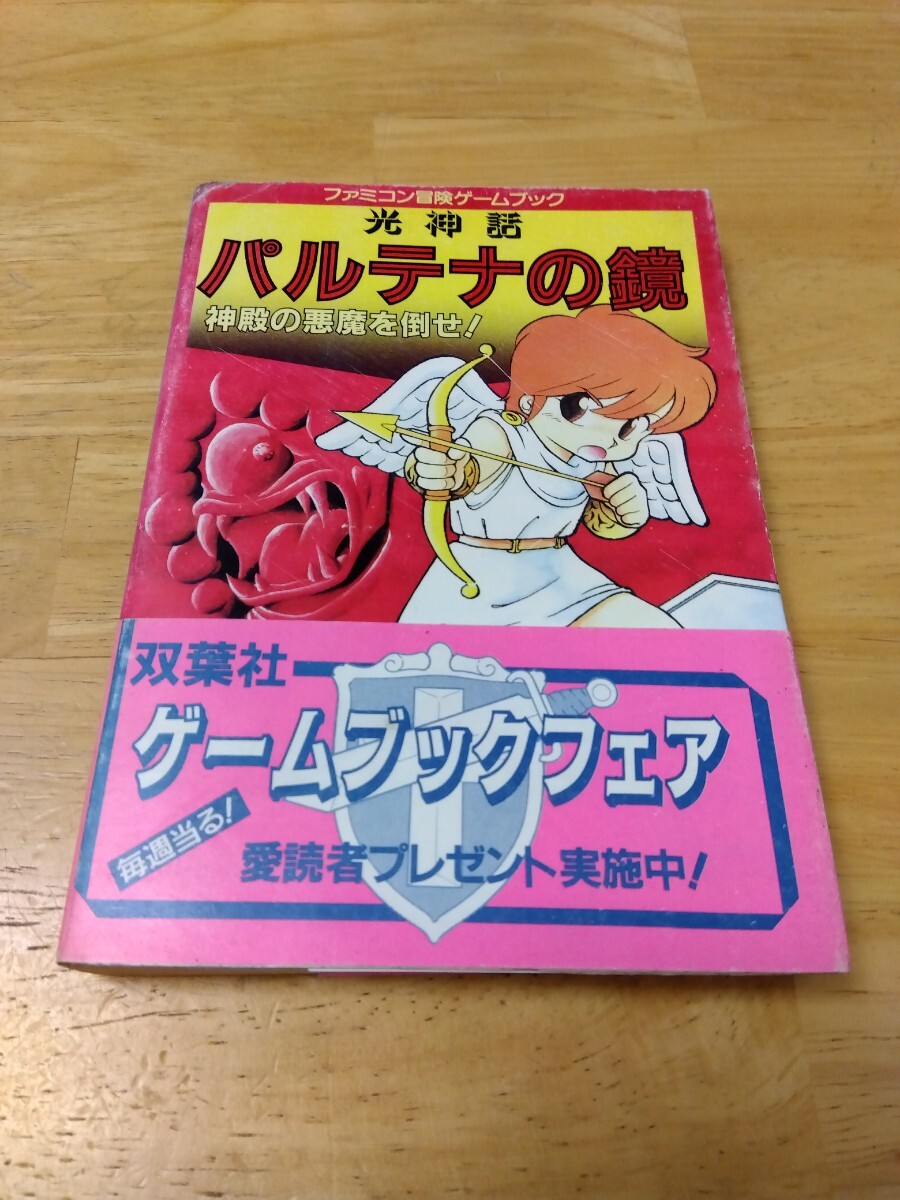 ファミコン冒険ゲームブック
光神話
パルテナの鏡
神殿の悪魔を倒せ!
双葉社
ゲームブックフェア
毎週当る!
愛読者プレゼント実施中!